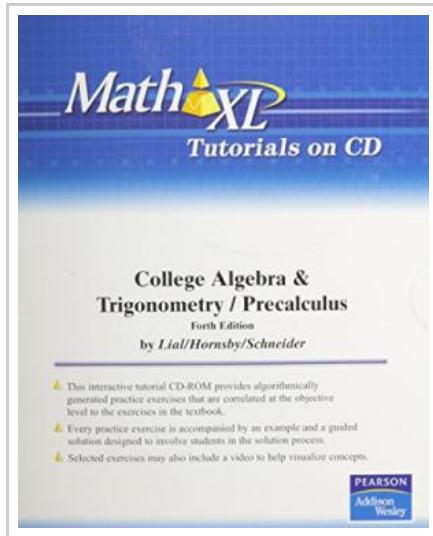 Math XL
Tutorials on CD
College Algebra &
Trigonometry / Precalculus
Forth Edition
by Lial/Hornsby/Schneider
This interactive tutorial CD-ROM provides algorithmically
generated practice exercises that are correlated at the objective
level to the exercises in the textbook.
Every practice exercise is accompanied by an example and a guided
solution designed to involve students in the solution process.
Selected exercises may also include a video to help visualize concepts.
PEARSON
Addison
Wesley